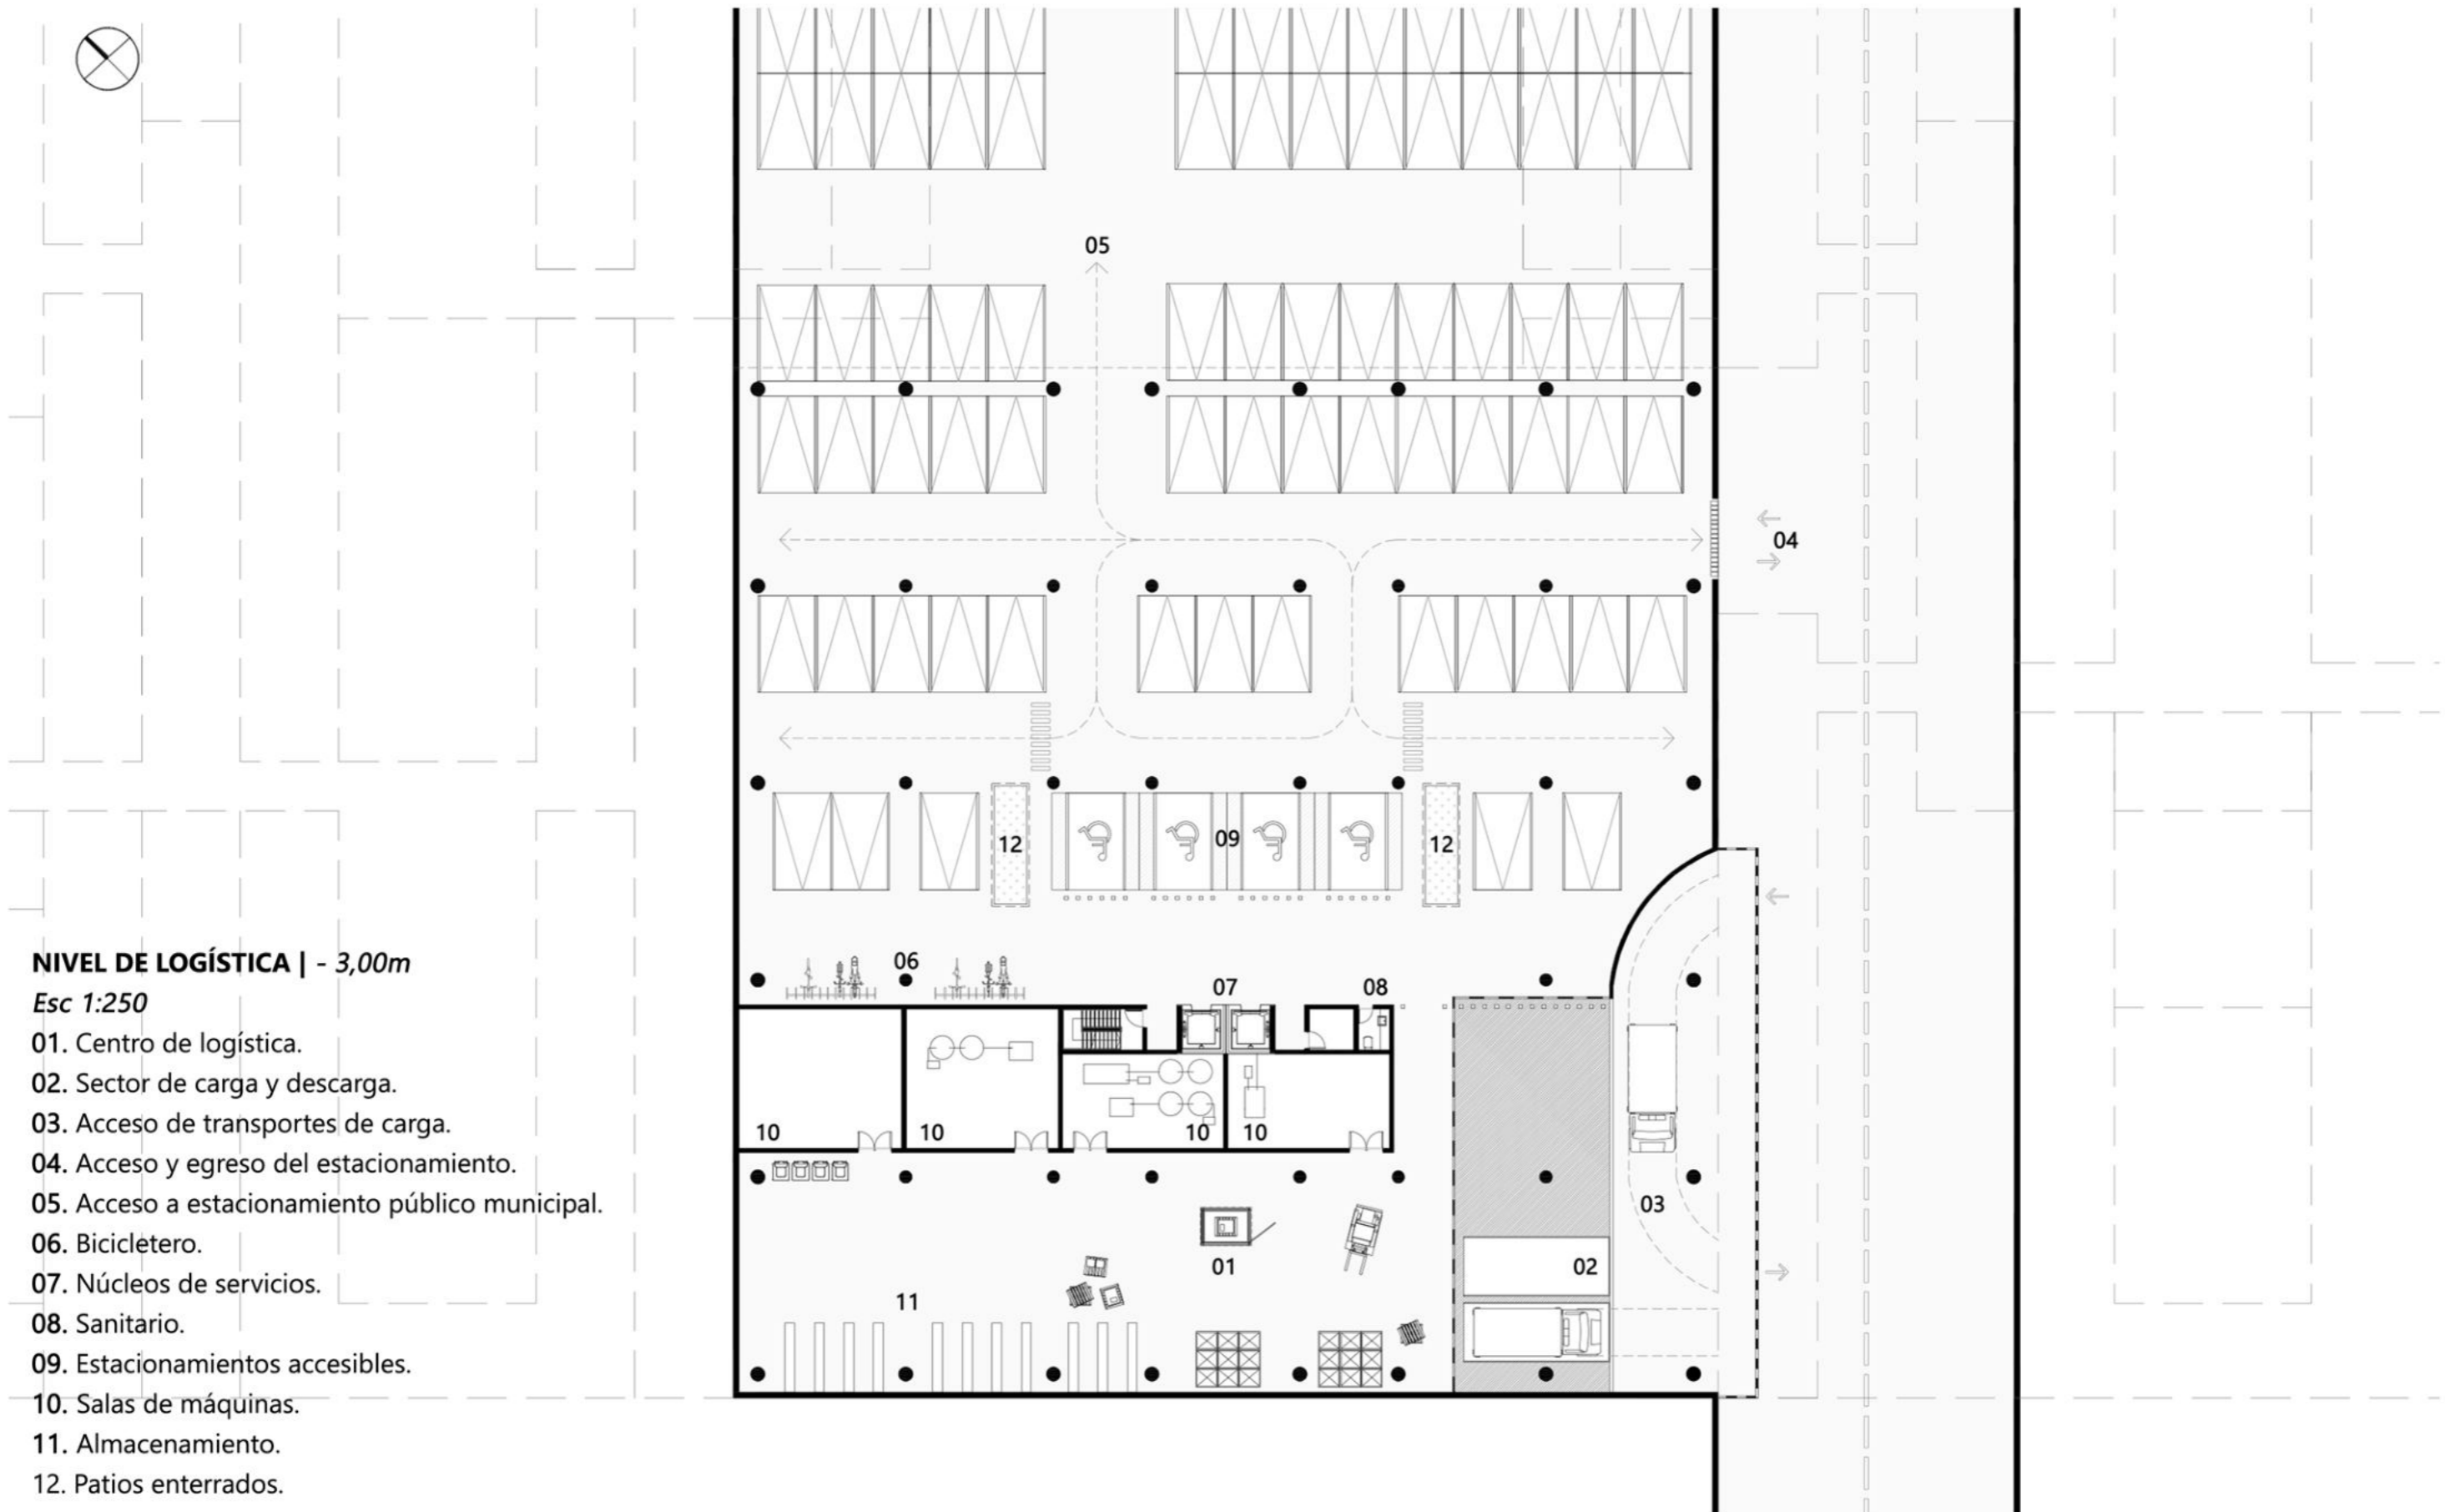 05
04
12
09
12
06
07
08
10
10
10
10
03
01
02
11
NIVEL DE LOGÍSTICA | - 3,00m
Esc 1:250
01. Centro de logística.
02. Sector de carga y descarga.
03. Acceso de transportes de carga.
04. Acceso y egreso del estacionamiento.
05. Acceso a estacionamiento público municipal.
06. Bicicletero.
07. Núcleos de servicios.
08. Sanitario.
09. Estacionamientos accesibles.
10. Salas de máquinas.
11. Almacenamiento.
12. Patios enterrados.